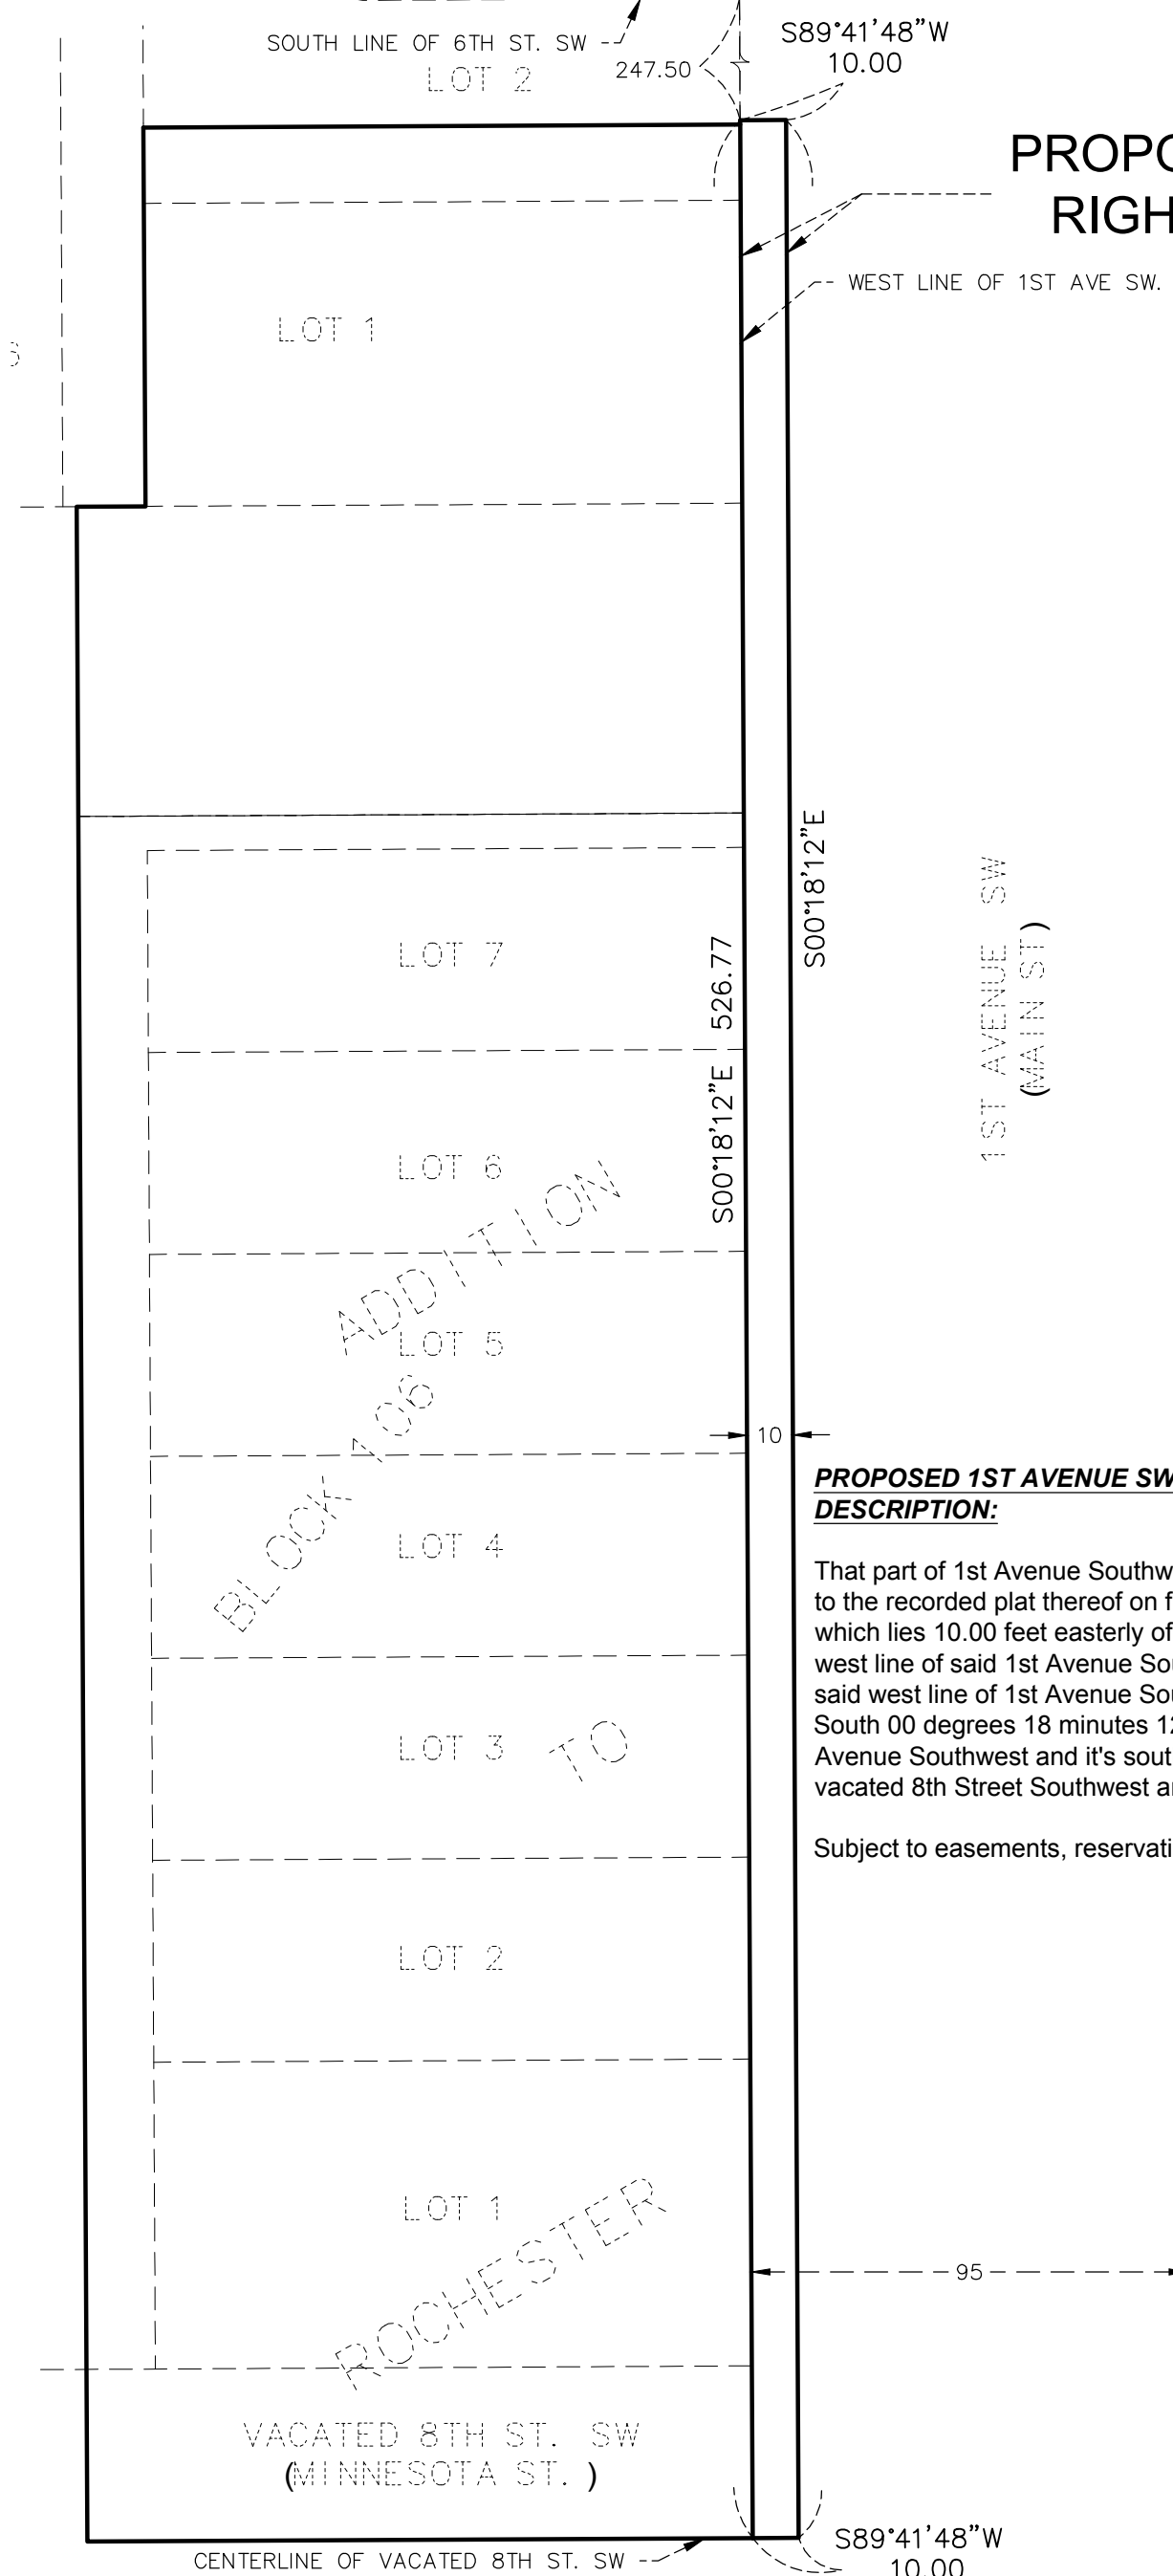 SOUTH LINE OF 6TH ST. SW
S89°41'48"W
10.00
247.50
LOT 2
PROPO
RIGH
WEST LINE OF 1ST AVE SW.
LOT 1
S00°18'12"E
1ST AVENUE SW
(MAIN ST)
S00°18'12"E 526.77
LOT 7
LOT 6
ADDITION
LOT 5
BLOCK 106
10
LOT 4
PROPOSED 1ST AVENUE SW
DESCRIPTION:
That part of 1st Avenue Southw
to the recorded plat thereof on f
which lies 10.00 feet easterly of
west line of said 1st Avenue Sou
said west line of 1st Avenue Sou
South 00 degrees 18 minutes 12
Avenue Southwest and it's sout
vacated 8th Street Southwest a
Subject to easements, reservati
LOT 3
TO
LOT 2
LOT 1
ROCHESTER
95
VACATED 8TH ST. SW
(MINNESOTA ST. )
S89°41'48"W
10.00
CENTERLINE OF VACATED 8TH ST. SW